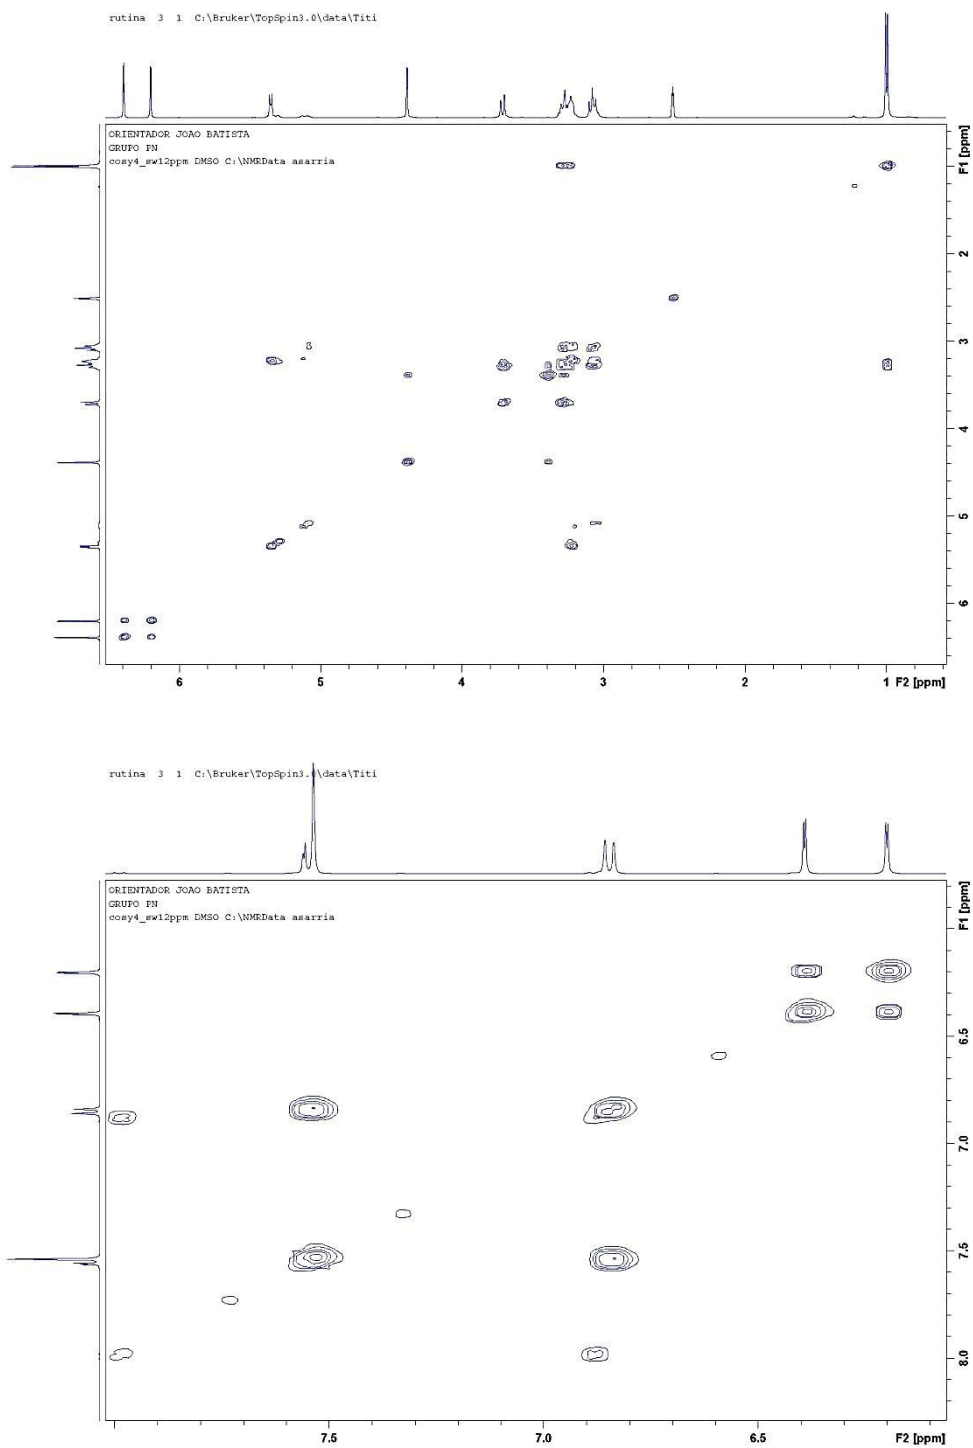 rutina 3 1 C:\Bruker\TopSpin3.0\data\Titi
ORIENTADOR JOAO BATISTA
GRUPO PN
cosy4_sw12ppm DMSO C:\NMRData asarria
F1 [ppm]
2
3
4
5
6
6 5 4 3 2 1 F2 [ppm]
rutina 3 1 C:\Bruker\TopSpin3.0\data\Titi
ORIENTADOR JOAO BATISTA
GRUPO PN
cosy4_sw12ppm DMSO C:\NMRData asarria
F1 [ppm]
6.5
7.0
7.5
8.0
7.5 7.0 6.5 F2 [ppm]